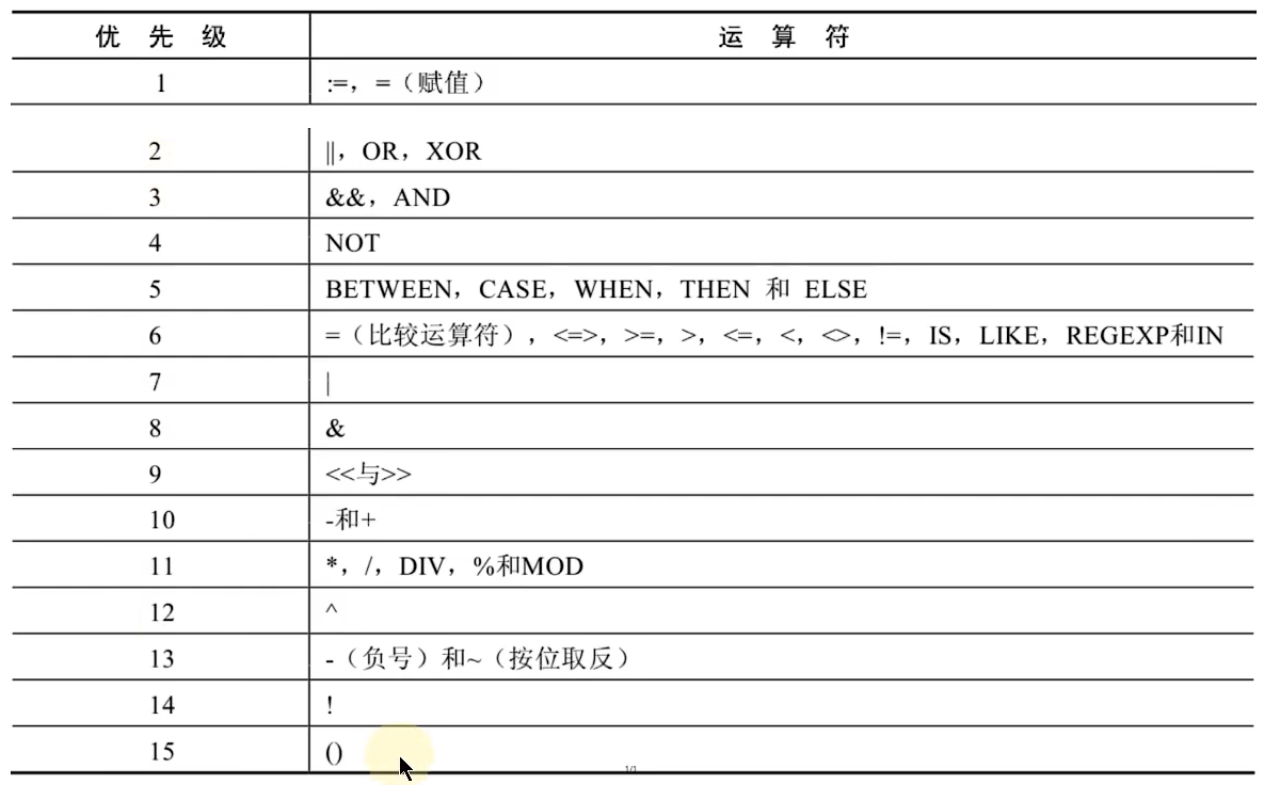 优 先 级 运 算 符
1 :=，=（赋值）
2 ||，OR，XOR
3 &&，AND
4 NOT
5 BETWEEN，CASE，WHEN，THEN 和 ELSE
6 =（比较运算符），<=>，>=，>，<=，<，<>，!=，IS，LIKE，REGEXP和IN
7 |
8 &
9 <<与>>
10 -和+
11 *，/，DIV，%和MOD
12 ^
13 -（负号）和~（按位取反）
14 !
15 ()
1/1